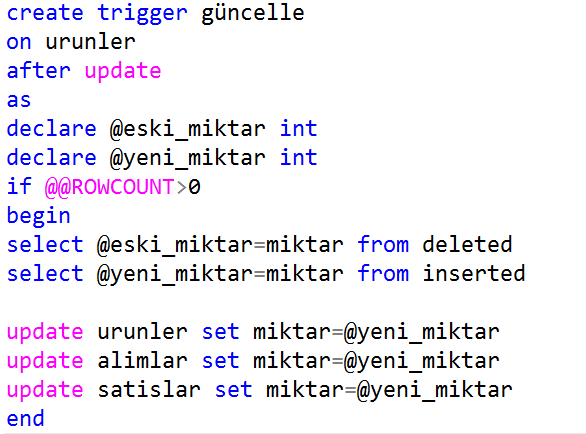 create trigger güncelle
on urunler
after update
as
declare @eski_miktar int
declare @yeni_miktar int
if @@ROWCOUNT>0
begin
select @eski_miktar=miktar from deleted
select @yeni_miktar=miktar from inserted
update urunler set miktar=@yeni_miktar
update alimlar set miktar=@yeni_miktar
update satislar set miktar=@yeni_miktar
end